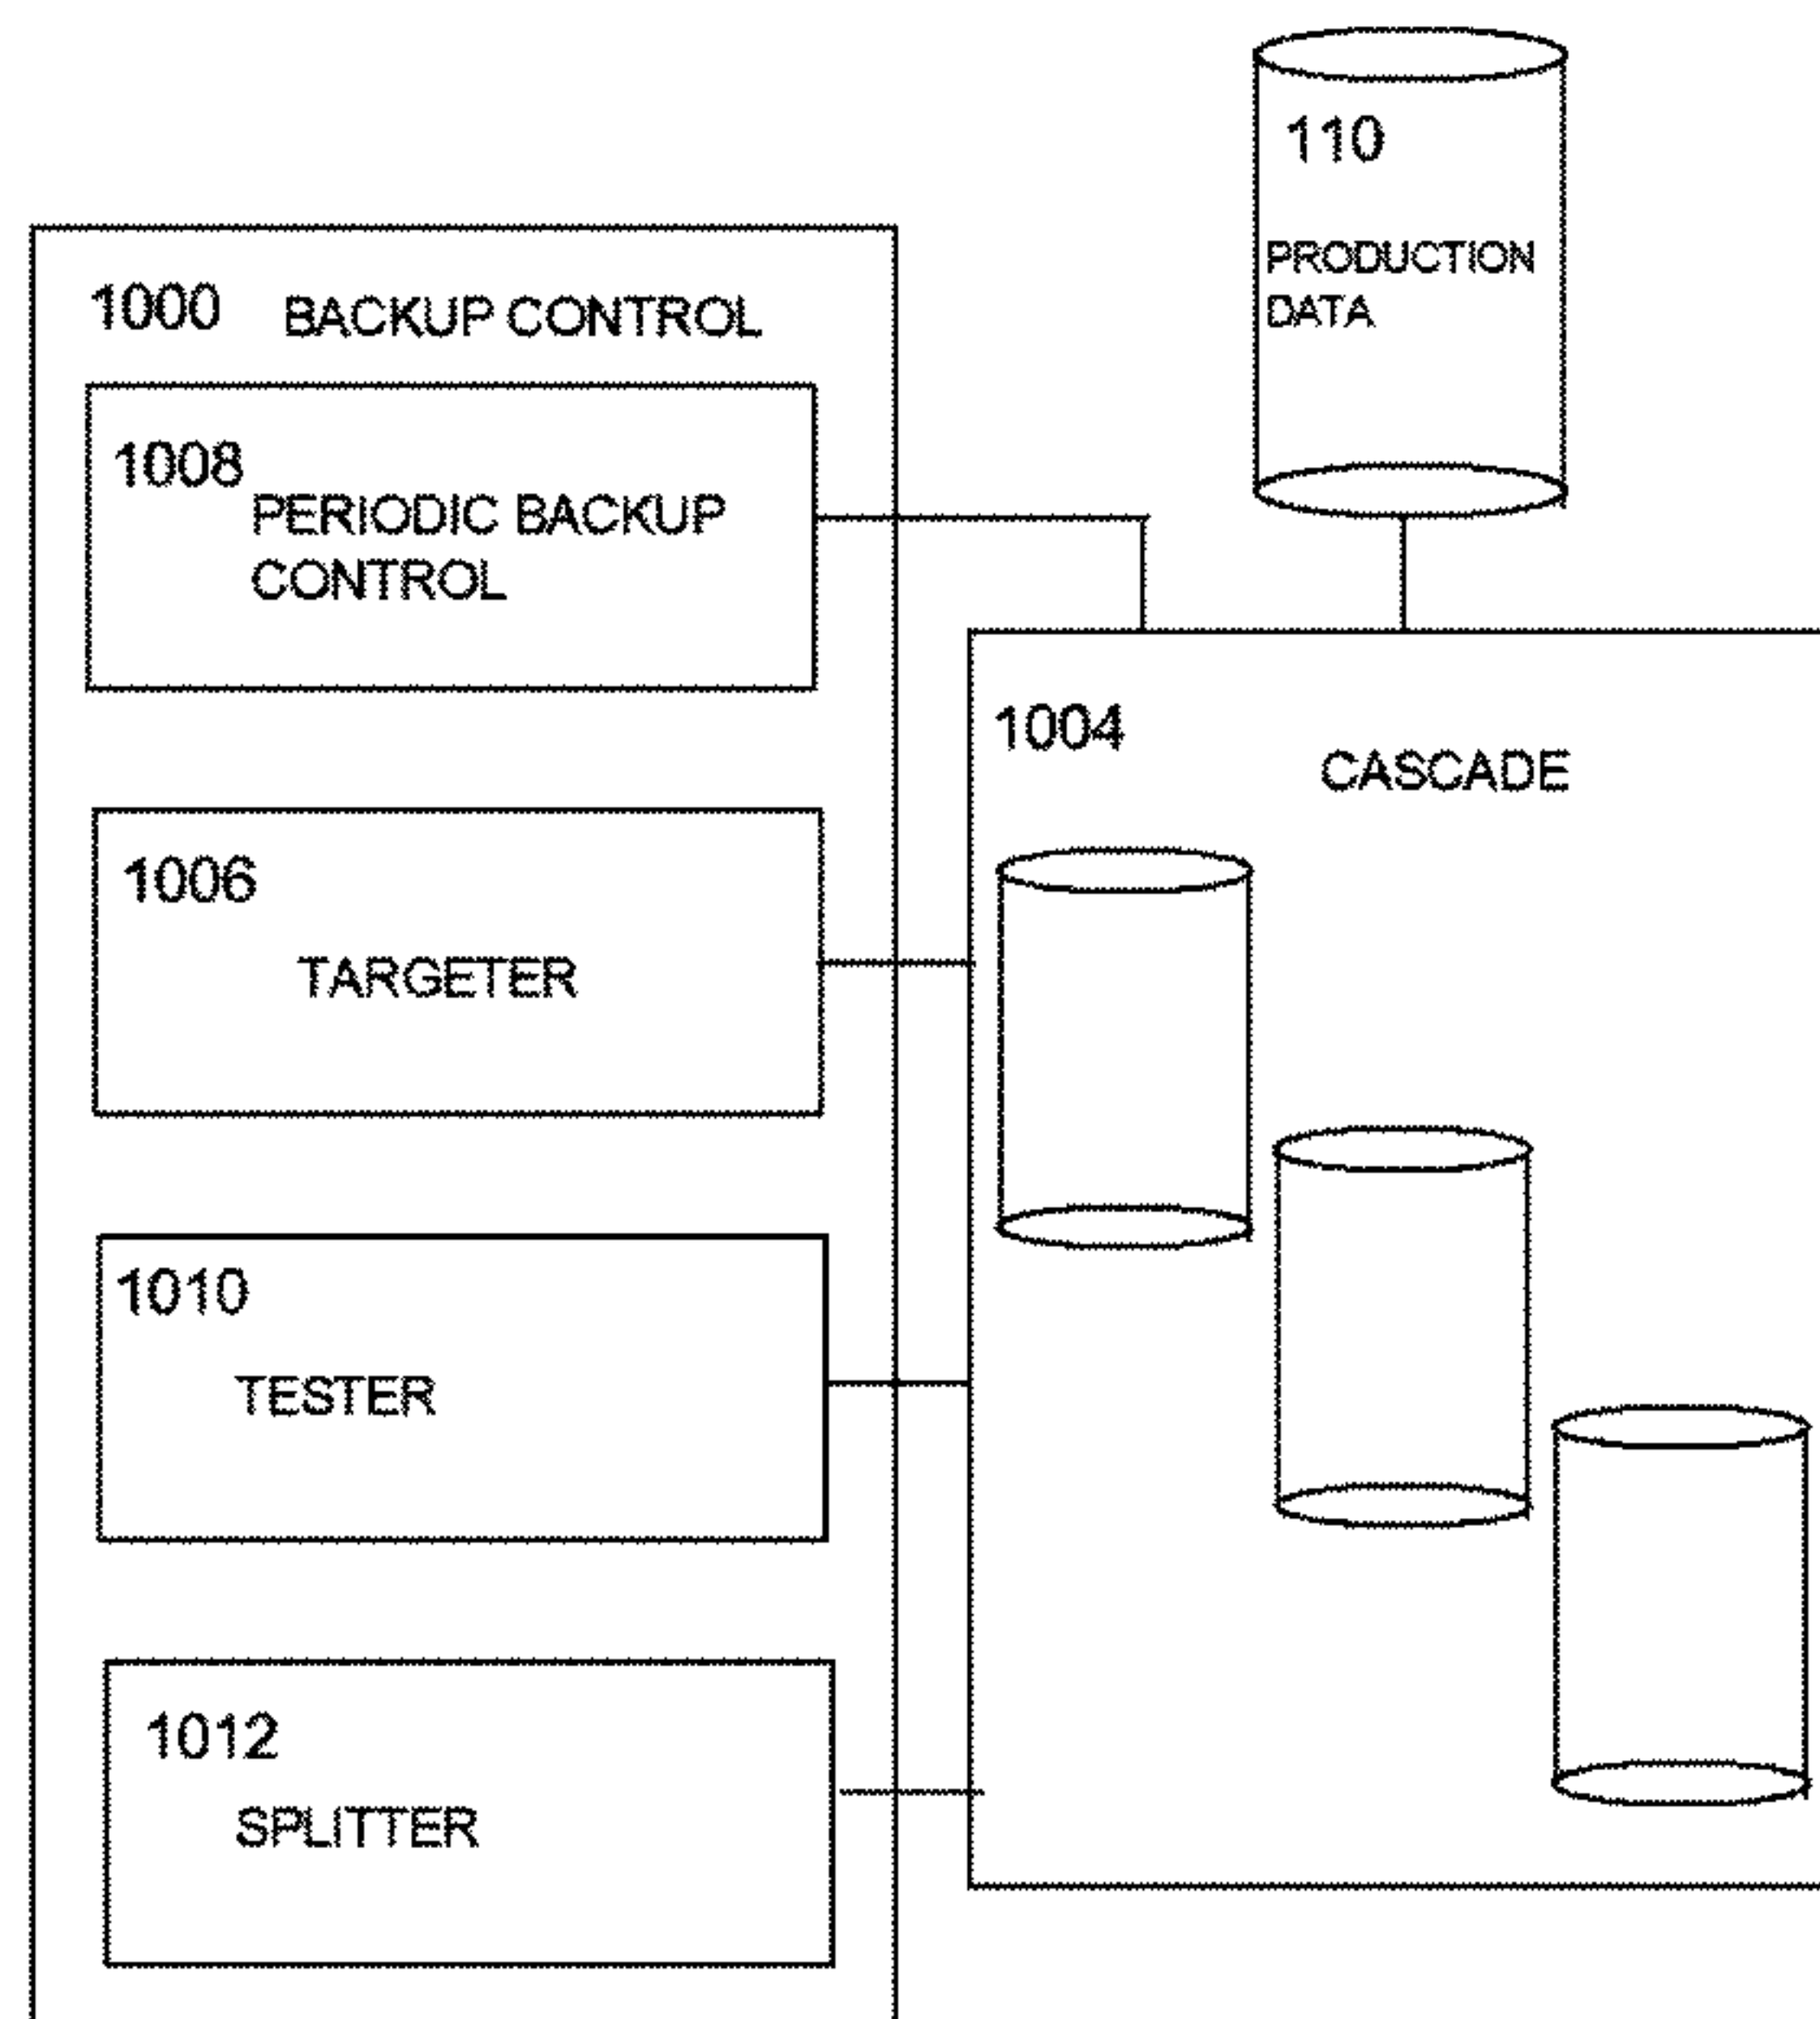 110
PRODUCTION
DATA
1000 BACKUP CONTROL
1008
PERIODIC BACKUP
CONTROL
1004
CASCADE
1006
TARGETER
1010
TESTER
1012
SPLITTER